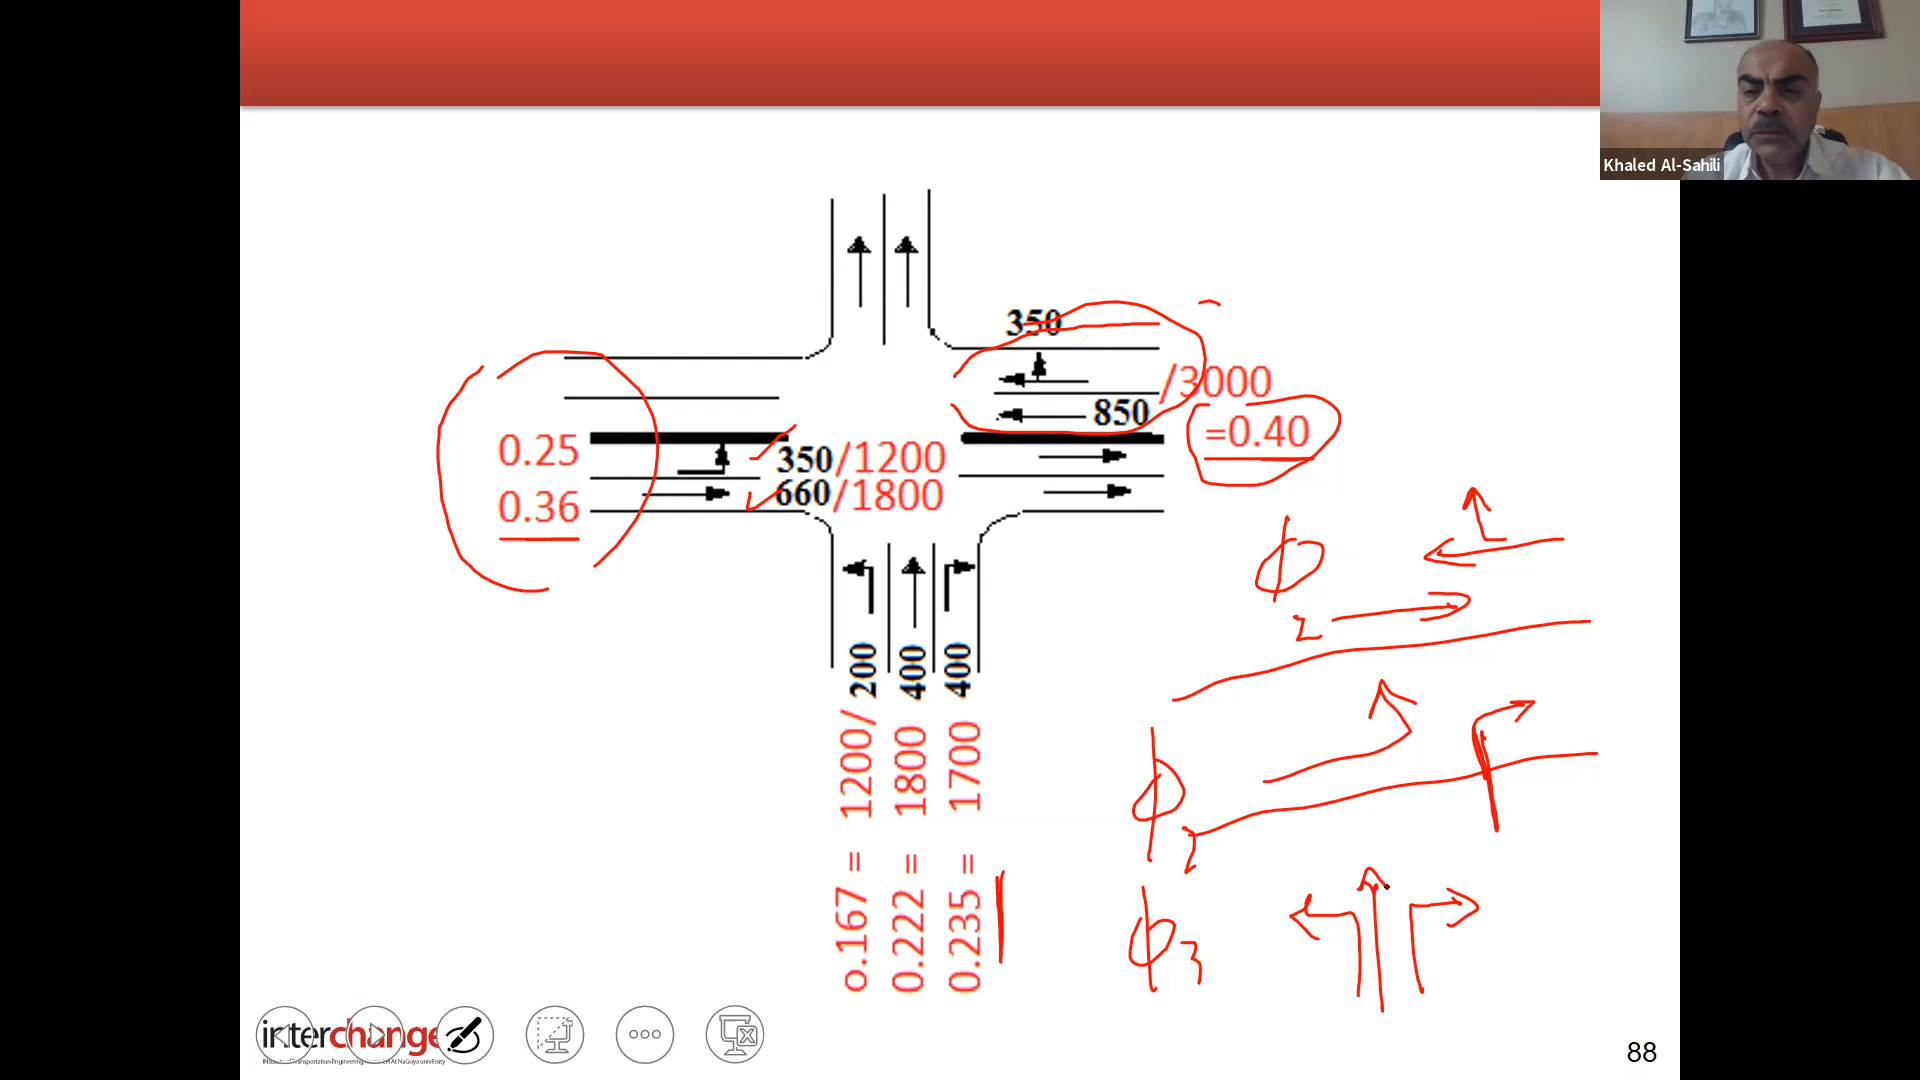 Khaled Al-Sahili
350
/3000
850
=0.40
0.25
350/1200
0.36
660/1800
0.167 = 1200/200
0.222 = 1800 400
0.235 = 1700 400
ϕ
2
ϕ
2
ϕ3
interchange
88